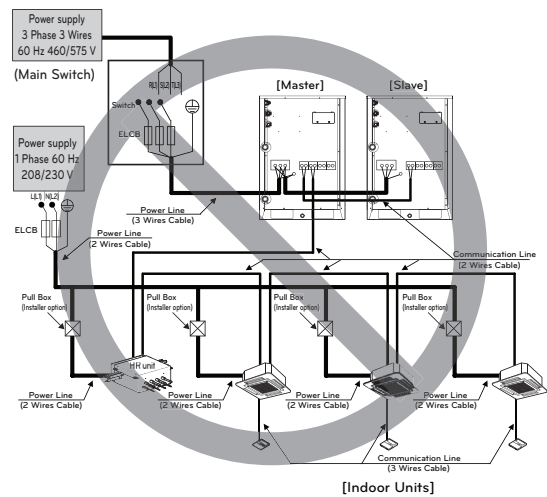 Power supply
3 Phase 3 Wires
60 Hz 460/575 V
(Main Switch)
R(L1) S(L2) T(L3)
Switch
ELCB
[Master]
[Slave]
Power supply
1 Phase 60 Hz
208/230 V
L(L1) N(L2)
ELCB
Power Line
(3 Wires Cable)
Power Line
(2 Wires Cable)
Communication Line
(2 Wires Cable)
Pull Box
(Installer option)
Pull Box
(Installer option)
Pull Box
(Installer option)
Pull Box
(Installer option)
HR unit
Power Line
(2 Wires Cable)
Power Line
(2 Wires Cable)
Power Line
(2 Wires Cable)
Power Line
(2 Wires Cable)
Communication Line
(3 Wires Cable)
[Indoor Units]